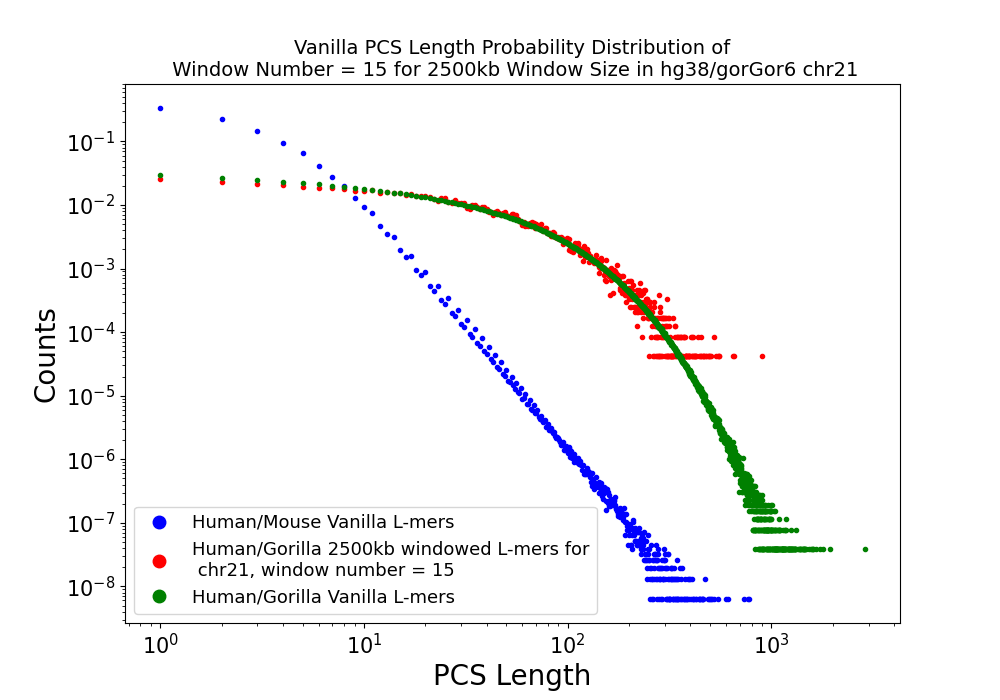 Vanilla PCS Length Probability Distribution of
Window Number = 15 for 2500kb Window Size in hg38/gorGor6 chr21
Counts
10⁻¹
10⁻²
10⁻³
10⁻⁴
10⁻⁵
10⁻⁶
10⁻⁷
10⁻⁸
Human/Mouse Vanilla L-mers
Human/Gorilla 2500kb windowed L-mers for
chr21, window number = 15
Human/Gorilla Vanilla L-mers
10⁰ 10¹ 10² 10³
PCS Length